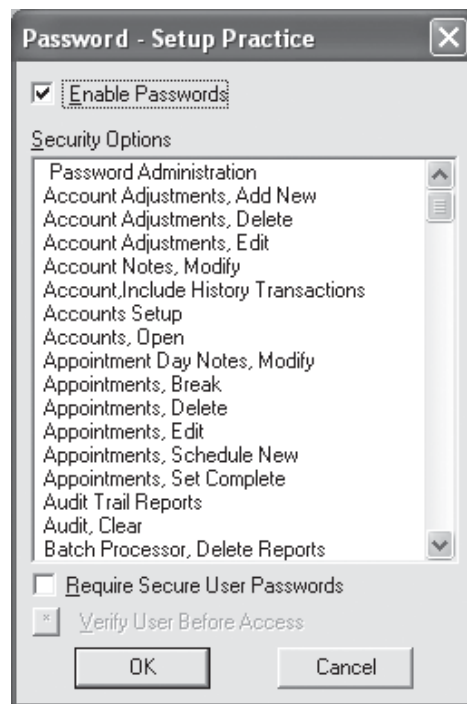 Password - Setup Practice
Enable Passwords
Security Options
Password Administration
Account Adjustments, Add New
Account Adjustments, Delete
Account Adjustments, Edit
Account Notes, Modify
Account,Include History Transactions
Accounts Setup
Accounts, Open
Appointment Day Notes, Modify
Appointments, Break
Appointments, Delete
Appointments, Edit
Appointments, Schedule New
Appointments, Set Complete
Audit Trail Reports
Audit, Clear
Batch Processor, Delete Reports
Require Secure User Passwords
* Verify User Before Access
OK Cancel